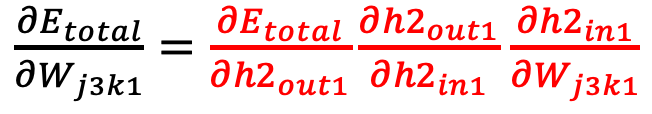 ∂E_total/∂W_j3k1 = ∂E_total/∂h2_out1 ∂h2_out1/∂h2_in1 ∂h2_in1/∂W_j3k1